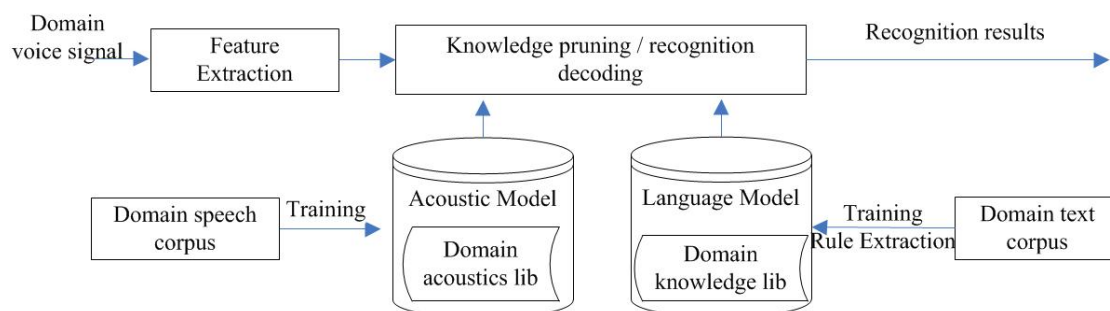 Domain
voice signal
Feature
Extraction
Knowledge pruning / recognition
decoding
Recognition results
Domain speech
corpus
Training
Acoustic Model
Domain
acoustics lib
Language Model
Domain
knowledge lib
Training
Rule Extraction
Domain text
corpus